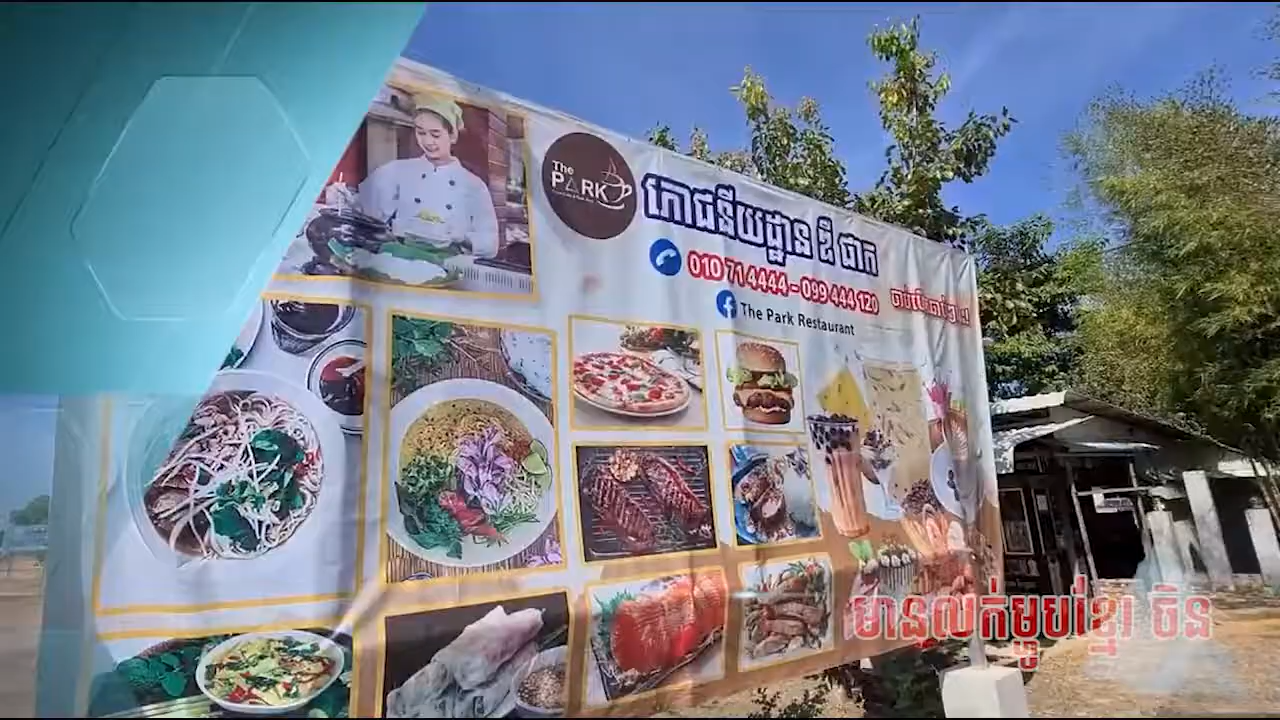 The
PARK
ភោជនីយដ្ឋាន ឌឺ ផាក
010 71 4444 - 099 444 120
The Park Restaurant
មានលក់ម្ហូបខ្មែរ ចិន